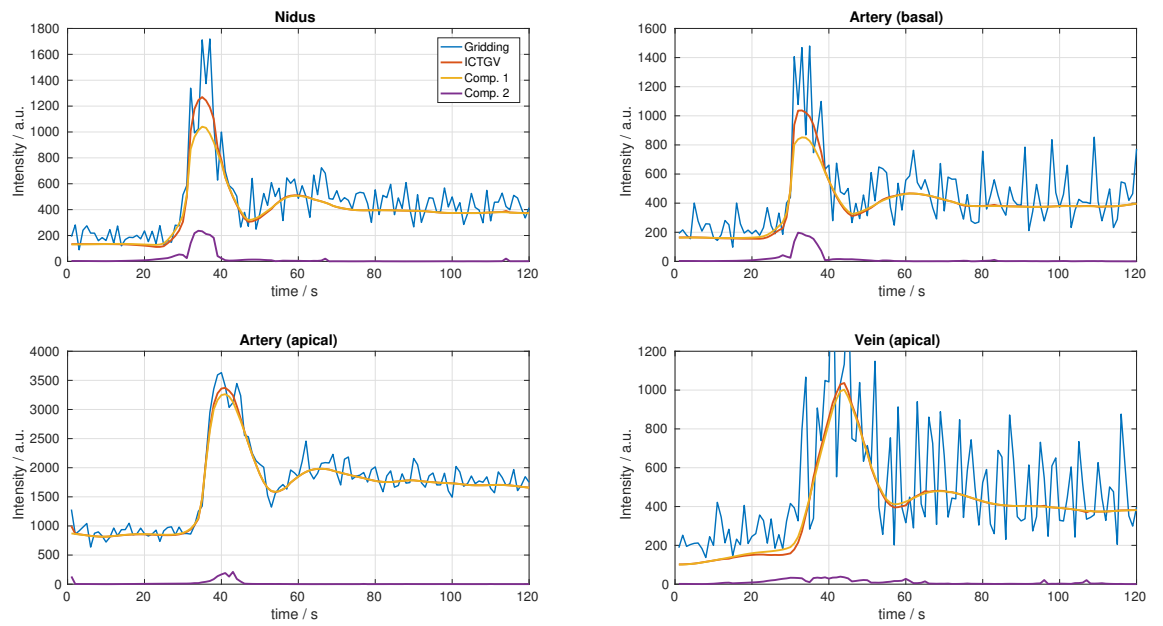 Nidus
1800
1600
1400
1200
1000
800
600
400
200
0
Intensity / a.u.
0 20 40 60 80 100 120
time / s
Gridding
ICTGV
Comp. 1
Comp. 2
Artery (basal)
1600
1400
1200
1000
800
600
400
200
0
Intensity / a.u.
0 20 40 60 80 100 120
time / s
Artery (apical)
4000
3500
3000
2500
2000
1500
1000
500
0
Intensity / a.u.
0 20 40 60 80 100 120
time / s
Vein (apical)
1200
1000
800
600
400
200
0
Intensity / a.u.
0 20 40 60 80 100 120
time / s